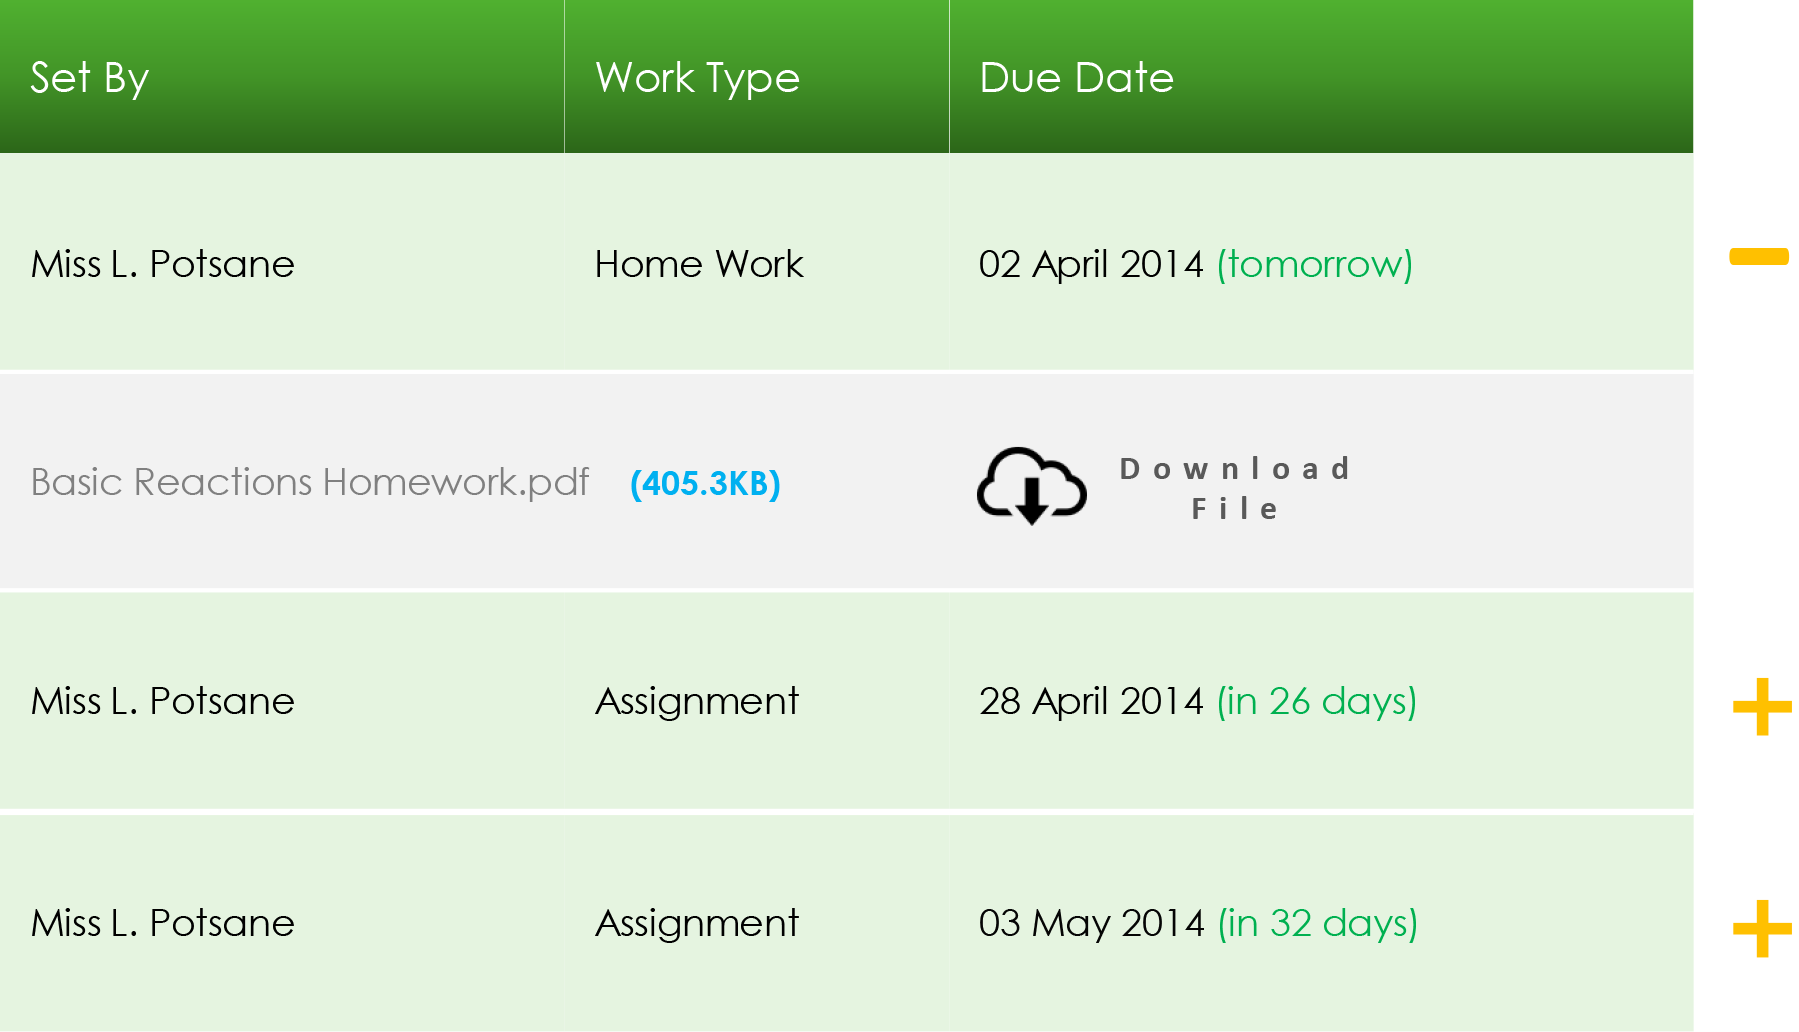 Set By Work Type Due Date
Miss L. Potsane Home Work 02 April 2014 (tomorrow)
Basic Reactions Homework.pdf (405.3KB) Download
File
Miss L. Potsane Assignment 28 April 2014 (in 26 days)
Miss L. Potsane Assignment 03 May 2014 (in 32 days)